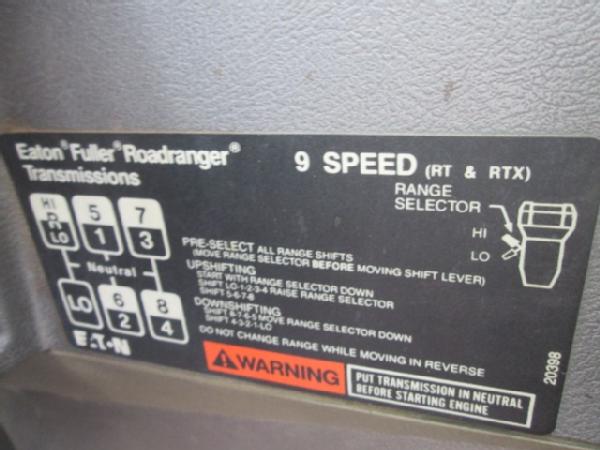 Eaton® Fuller® Roadranger®
Transmissions
9 SPEED (RT & RTX)
RANGE
SELECTOR
HI
LO
HI
R
LO
5
1
7
3
Neutral
LO
6
2
8
4
EATON
PRE-SELECT ALL RANGE SHIFTS
(MOVE RANGE SELECTOR BEFORE MOVING SHIFT LEVER)
UPSHIFTING
START WITH RANGE SELECTOR DOWN
SHIFT LO-1-2-3-4 RAISE RANGE SELECTOR
SHIFT 5-6-7-8
DOWNSHIFTING
SHIFT 8-7-6-5 MOVE RANGE SELECTOR DOWN
SHIFT 4-3-2-1-LO
DO NOT CHANGE RANGE WHILE MOVING IN REVERSE
WARNING
PUT TRANSMISSION IN NEUTRAL
BEFORE STARTING ENGINE
20398